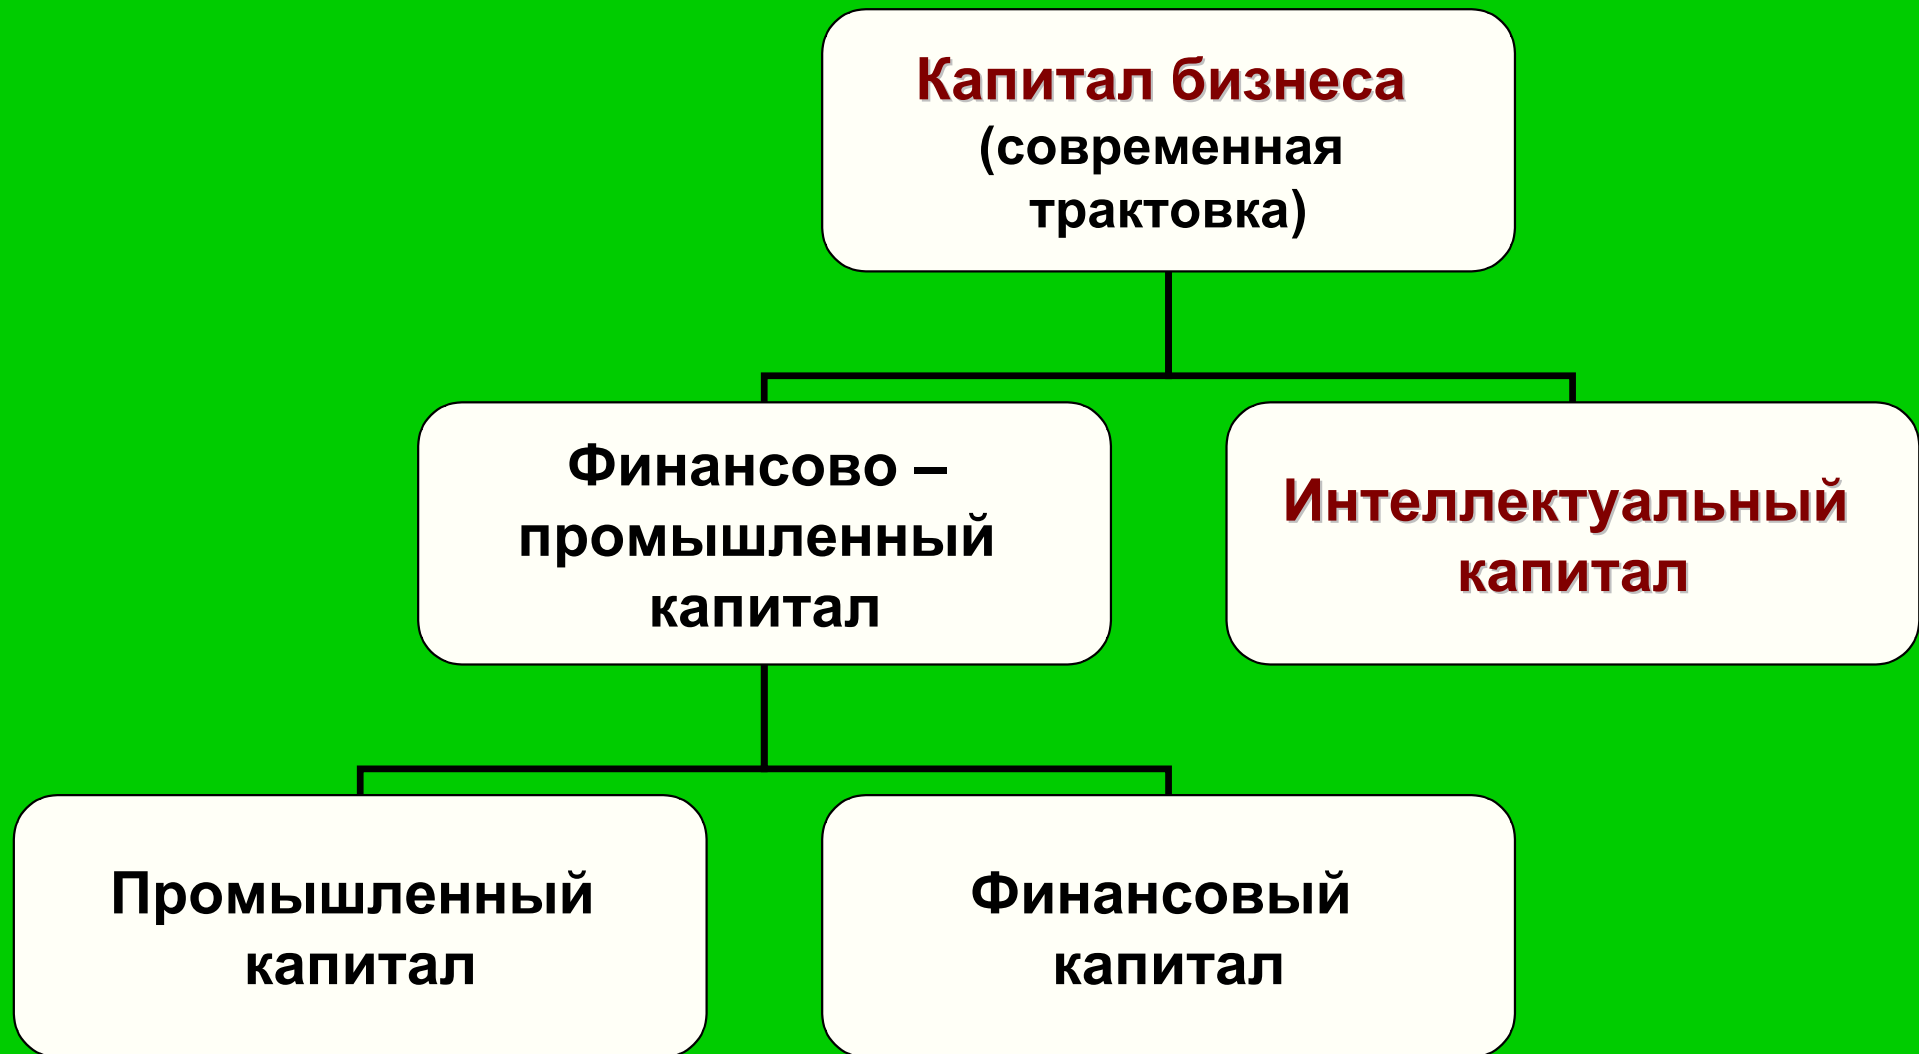 Капитал бизнеса
(современная
трактовка)
Финансово –
промышленный
капитал
Интеллектуальный
капитал
Промышленный
капитал
Финансовый
капитал